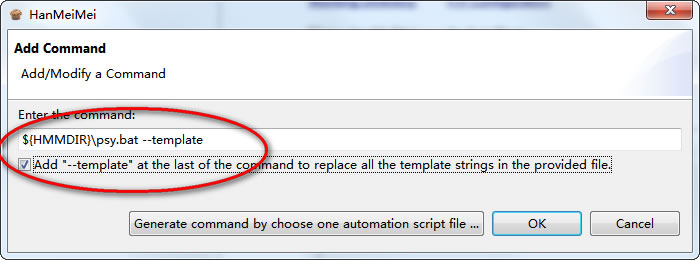 HanMeiMei
Add Command
Add/Modify a Command
Enter the command:
${HMMDIR}\psy.bat --template
Add "--template" at the last of the command to replace all the template strings in the provided file.
Generate command by choose one automation script file ...
OK
Cancel